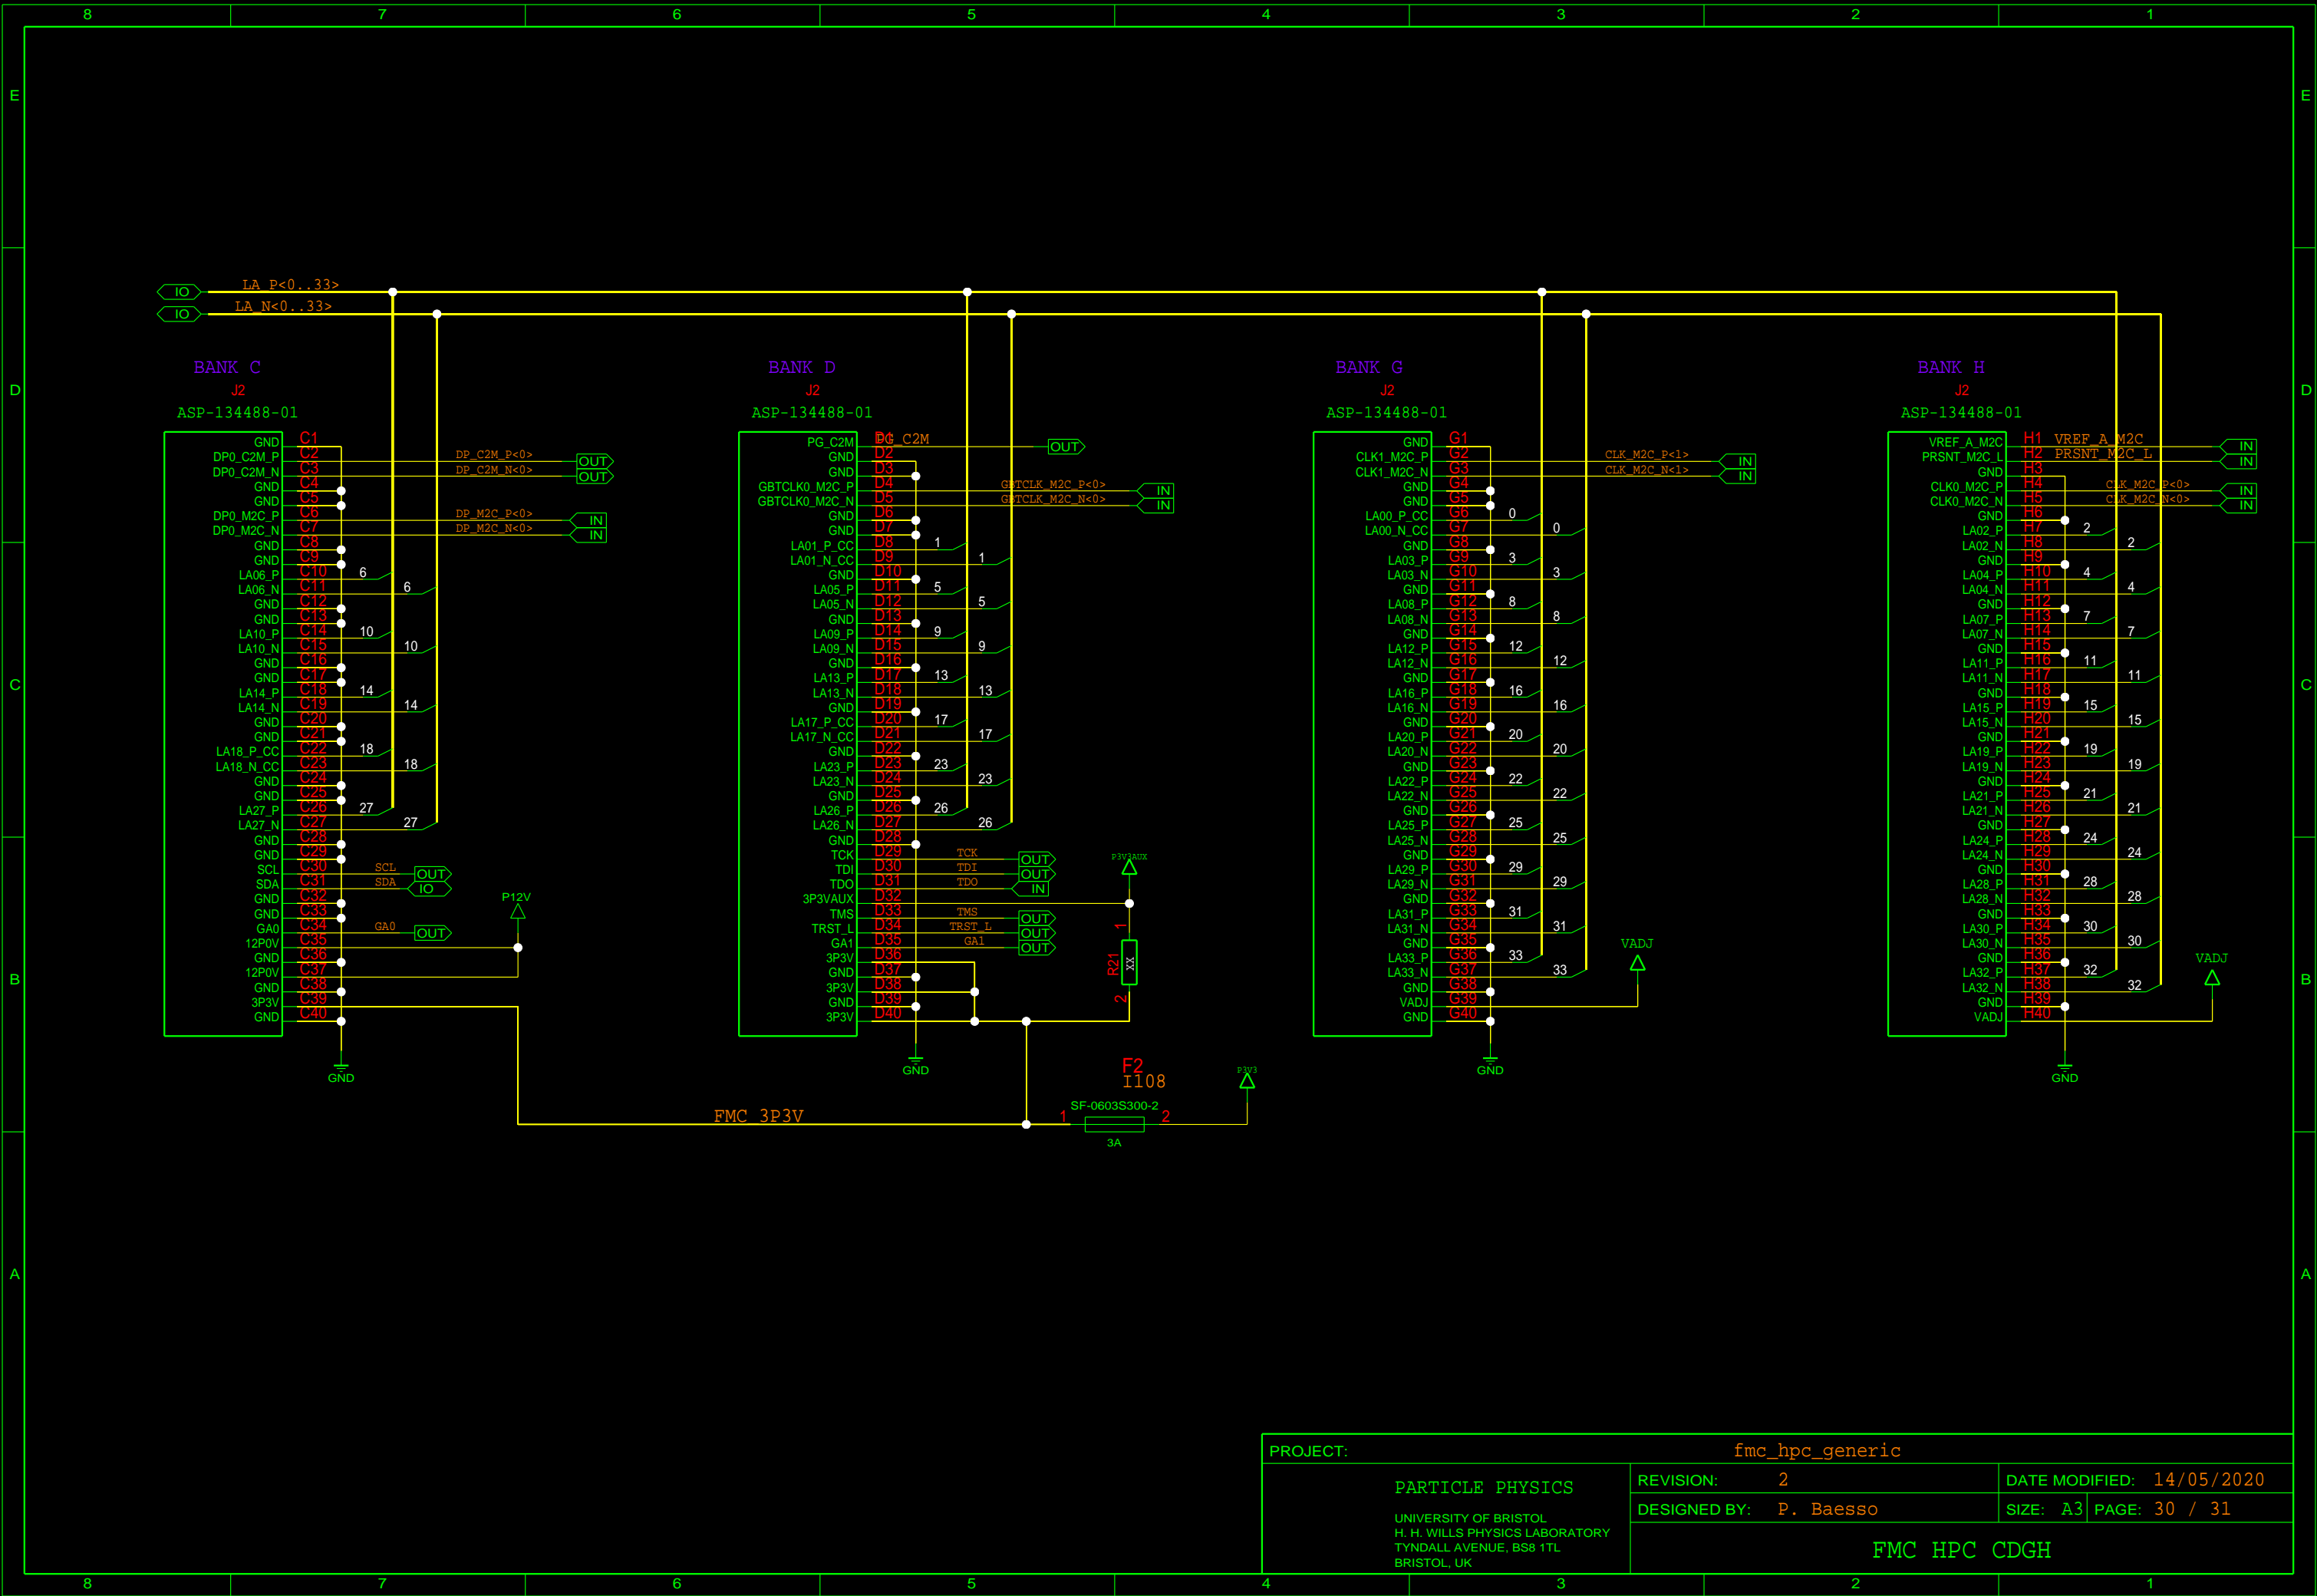 8 7 6 5 4 3 2 1
E E
LA_P<0..33>
IO
LA_N<0..33>
IO
BANK C
J2
ASP-134488-01
GND C1
DP0_C2M_P C2 DP_C2M_P<0> OUT
DP0_C2M_N C3 DP_C2M_N<0> OUT
GND C4
GND C5
DP0_M2C_P C6 DP_M2C_P<0> IN
DP0_M2C_N C7 DP_M2C_N<0> IN
GND C8
GND C9
LA06_P C10 6
LA06_N C11 6
GND C12
GND C13
LA10_P C14 10
LA10_N C15 10
GND C16
GND C17
LA14_P C18 14
LA14_N C19 14
GND C20
GND C21
LA18_P_CC C22 18
LA18_N_CC C23 18
GND C24
GND C25
LA27_P C26 27
LA27_N C27 27
GND C28
GND C29
SCL C30 SCL OUT
SDA C31 SDA IO
GND C32
GND C33
GA0 C34 GA0 OUT
12P0V C35
GND C36
12P0V C37
GND C38
3P3V C39
GND C40
P12V
GND
BANK D
J2
ASP-134488-01
PG_C2M D1 PG_C2M OUT
GND D2
GND D3
GBTCLK0_M2C_P D4 GBTCLK_M2C_P<0> IN
GBTCLK0_M2C_N D5 GBTCLK_M2C_N<0> IN
GND D6
GND D7
LA01_P_CC D8 1
LA01_N_CC D9 1
GND D10
LA05_P D11 5
LA05_N D12 5
GND D13
LA09_P D14 9
LA09_N D15 9
GND D16
LA13_P D17 13
LA13_N D18 13
GND D19
LA17_P_CC D20 17
LA17_N_CC D21 17
GND D22
LA23_P D23 23
LA23_N D24 23
GND D25
LA26_P D26 26
LA26_N D27 26
GND D28
TCK D29 TCK OUT
TDI D30 TDI OUT
TDO D31 TDO IN
3P3VAUX D32
TMS D33 TMS OUT
TRST_L D34 TRST_L OUT
GA1 D35 GA1 OUT
3P3V D36
GND D37
3P3V D38
GND D39
3P3V D40
P3V3AUX
1
R21 XX
2
GND
F2
I108
P3V3
SF-0603S300-2
FMC_3P3V 1 2
3A
BANK G
J2
ASP-134488-01
GND G1
CLK1_M2C_P G2 CLK_M2C_P<1> IN
CLK1_M2C_N G3 CLK_M2C_N<1> IN
GND G4
GND G5
LA00_P_CC G6 0
LA00_N_CC G7 0
GND G8
LA03_P G9 3
LA03_N G10 3
GND G11
LA08_P G12 8
LA08_N G13 8
GND G14
LA12_P G15 12
LA12_N G16 12
GND G17
LA16_P G18 16
LA16_N G19 16
GND G20
LA20_P G21 20
LA20_N G22 20
GND G23
LA22_P G24 22
LA22_N G25 22
GND G26
LA25_P G27 25
LA25_N G28 25
GND G29
LA29_P G30 29
LA29_N G31 29
GND G32
LA31_P G33 31
LA31_N G34 31
GND G35
LA33_P G36 33
LA33_N G37 33
GND G38
VADJ G39
GND G40
VADJ
GND
BANK H
J2
ASP-134488-01
VREF_A_M2C H1 VREF_A_M2C IN
PRSNT_M2C_L H2 PRSNT_M2C_L IN
GND H3
CLK0_M2C_P H4 CLK_M2C_P<0> IN
CLK0_M2C_N H5 CLK_M2C_N<0> IN
GND H6
LA02_P H7 2
LA02_N H8 2
GND H9
LA04_P H10 4
LA04_N H11 4
GND H12
LA07_P H13 7
LA07_N H14 7
GND H15
LA11_P H16 11
LA11_N H17 11
GND H18
LA15_P H19 15
LA15_N H20 15
GND H21
LA19_P H22 19
LA19_N H23 19
GND H24
LA21_P H25 21
LA21_N H26 21
GND H27
LA24_P H28 24
LA24_N H29 24
GND H30
LA28_P H31 28
LA28_N H32 28
GND H33
LA30_P H34 30
LA30_N H35 30
GND H36
LA32_P H37 32
LA32_N H38 32
GND H39
VADJ H40
VADJ
GND
D D
C C
B B
A A
PROJECT: fmc_hpc_generic
PARTICLE PHYSICS
UNIVERSITY OF BRISTOL
H. H. WILLS PHYSICS LABORATORY
TYNDALL AVENUE, BS8 1TL
BRISTOL, UK
REVISION: 2 DATE MODIFIED: 14/05/2020
DESIGNED BY: P. Baesso SIZE: A3 PAGE: 30 / 31
FMC HPC CDGH
8 7 6 5 4 3 2 1